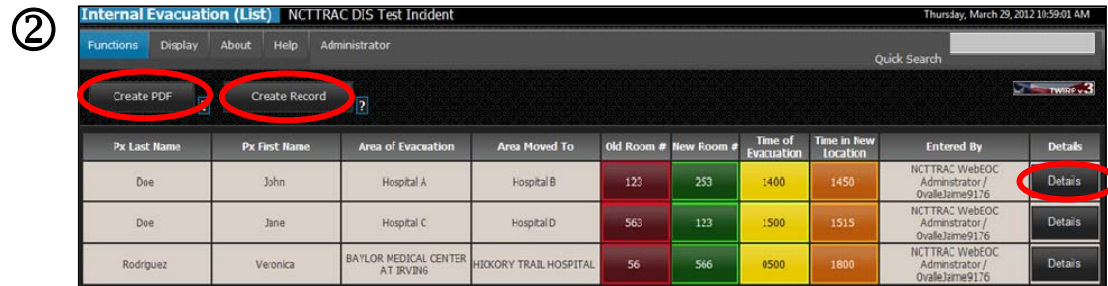 ②
Internal Evacuation (List) NCTTRAC DIS Test Incident Thursday, March 29, 2012 10:59:01 AM
Functions Display About Help Administrator Quick Search
Create PDF ? Create Record ? TWIRP v3
Px Last Name Px First Name Area of Evacuation Area Moved To Old Room # New Room # Time of Evacuation Time in New Location Entered By Details
Doe John Hospital A Hospital B 123 253 1400 1450 NCTTRAC WebEOC Adminstrator / OvalleJaime9176 Details
Doe Jane Hospital C Hospital D 563 123 1500 1515 NCTTRAC WebEOC Adminstrator / OvalleJaime9176 Details
Rodriguez Veronica BAYLOR MEDICAL CENTER AT IRVING HICKORY TRAIL HOSPITAL 56 566 0500 1800 NCTTRAC WebEOC Adminstrator / OvalleJaime9176 Details